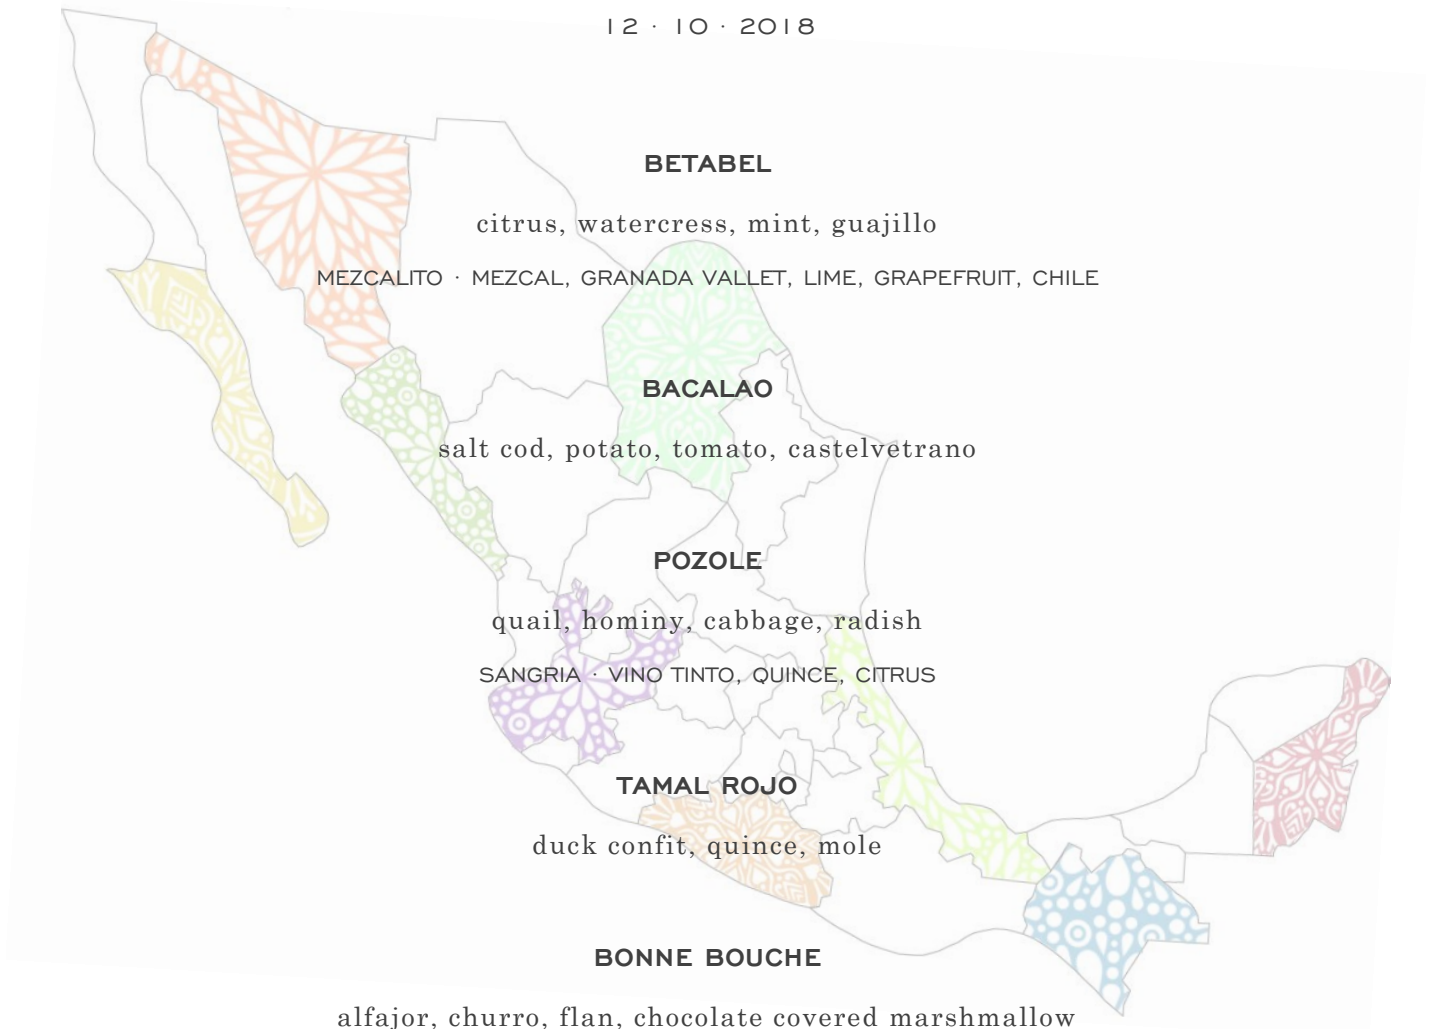 12 · 10 · 2018
BETABEL
citrus, watercress, mint, guajillo
MEZCALITO · MEZCAL, GRANADA VALLET, LIME, GRAPEFRUIT, CHILE
BACALAO
salt cod, potato, tomato, castelvetrano
POZOLE
quail, hominy, cabbage, radish
SANGRIA · VINO TINTO, QUINCE, CITRUS
TAMAL ROJO
duck confit, quince, mole
BONNE BOUCHE
alfajor, churro, flan, chocolate covered marshmallow